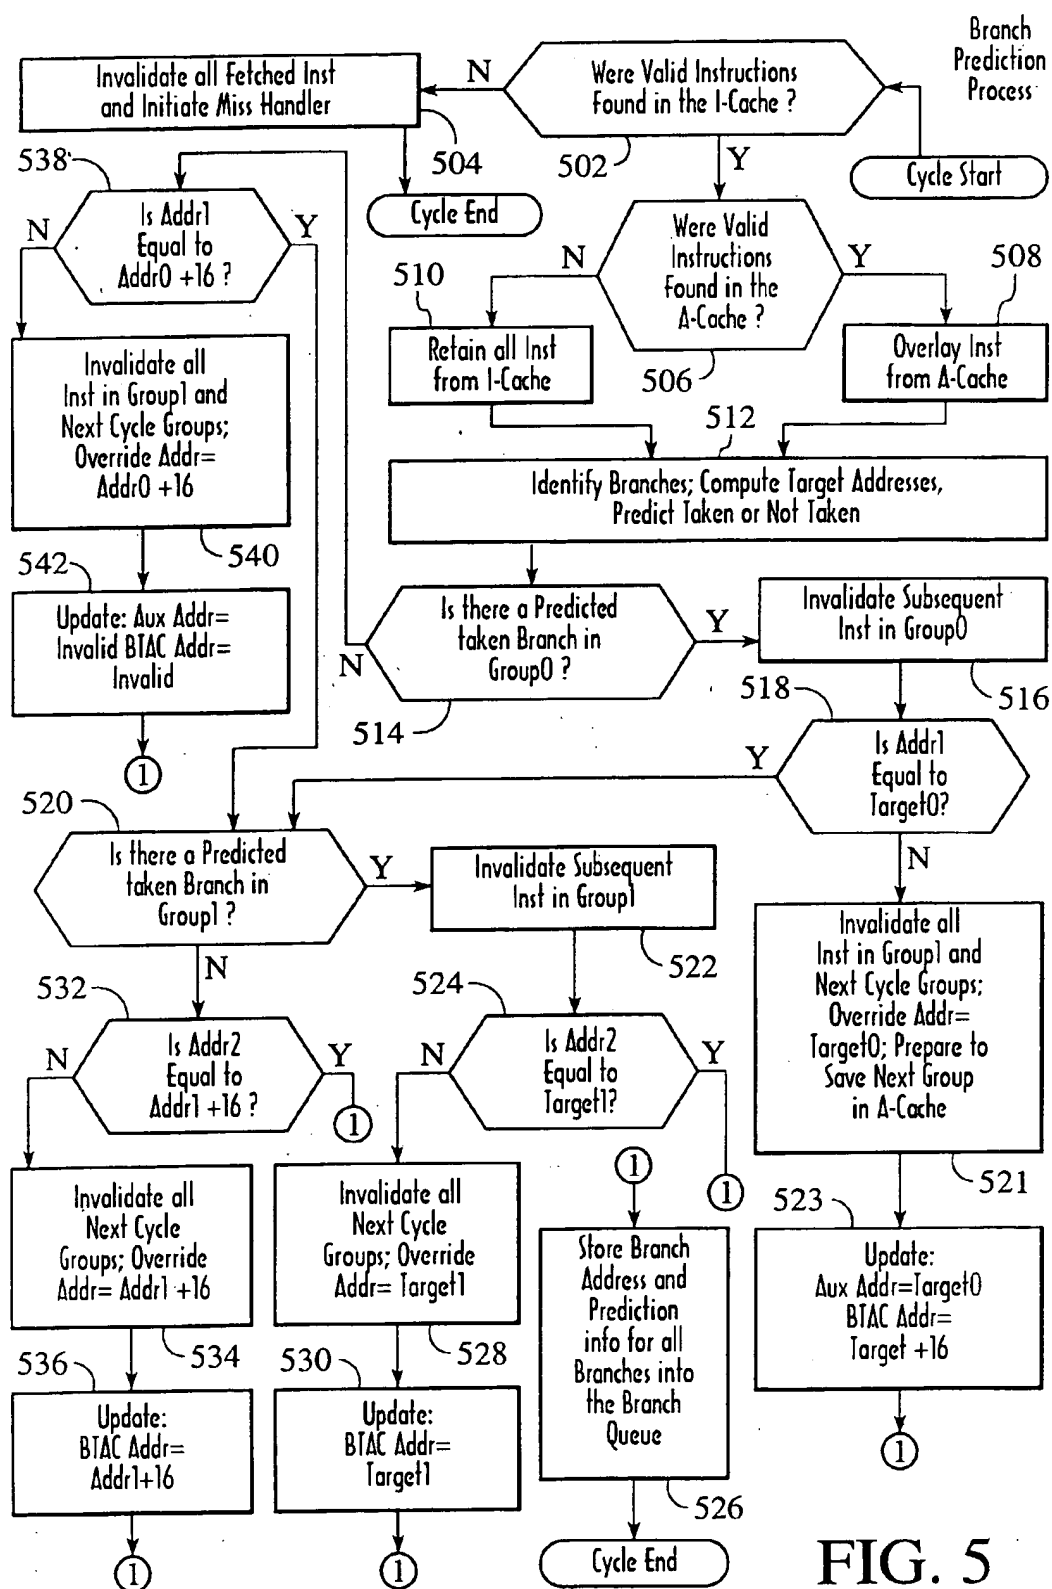 Branch
Prediction
Process
Invalidate all Fetched Inst
and Initiate Miss Handler
N
Were Valid Instructions
Found in the I-Cache ?
504
502
Y
Cycle Start
Cycle End
538
Is Addr1
Equal to
Addr0 +16 ?
N
Y
Were Valid
Instructions
Found in the
A-Cache ?
N
Y
506
510
Retain all Inst
from I-Cache
508
Overlay Inst
from A-Cache
Invalidate all
Inst in Group1 and
Next Cycle Groups;
Override Addr=
Addr0 +16
540
512
Identify Branches; Compute Target Addresses,
Predict Taken or Not Taken
542
Update: Aux Addr=
Invalid BTAC Addr=
Invalid
1
Is there a Predicted
taken Branch in
Group0 ?
N
Y
514
Invalidate Subsequent
Inst in Group0
516
518
Is Addr1
Equal to
Target0?
Y
N
520
Is there a Predicted
taken Branch in
Group1 ?
Y
N
Invalidate Subsequent
Inst in Group1
522
Invalidate all
Inst in Group1 and
Next Cycle Groups;
Override Addr=
Target0; Prepare to
Save Next Group
in A-Cache
521
532
Is Addr2
Equal to
Addr1 +16 ?
N
Y
1
524
Is Addr2
Equal to
Target1?
N
Y
1
Invalidate all
Next Cycle
Groups; Override
Addr= Addr1 +16
534
Invalidate all
Next Cycle
Groups; Override
Addr= Target1
528
1
Store Branch
Address and
Prediction
info for all
Branches into
the Branch
Queue
526
523
Update:
Aux Addr=Target0
BTAC Addr=
Target +16
1
536
Update:
BTAC Addr=
Addr1+16
1
530
Update:
BTAC Addr=
Target1
1
Cycle End
FIG. 5